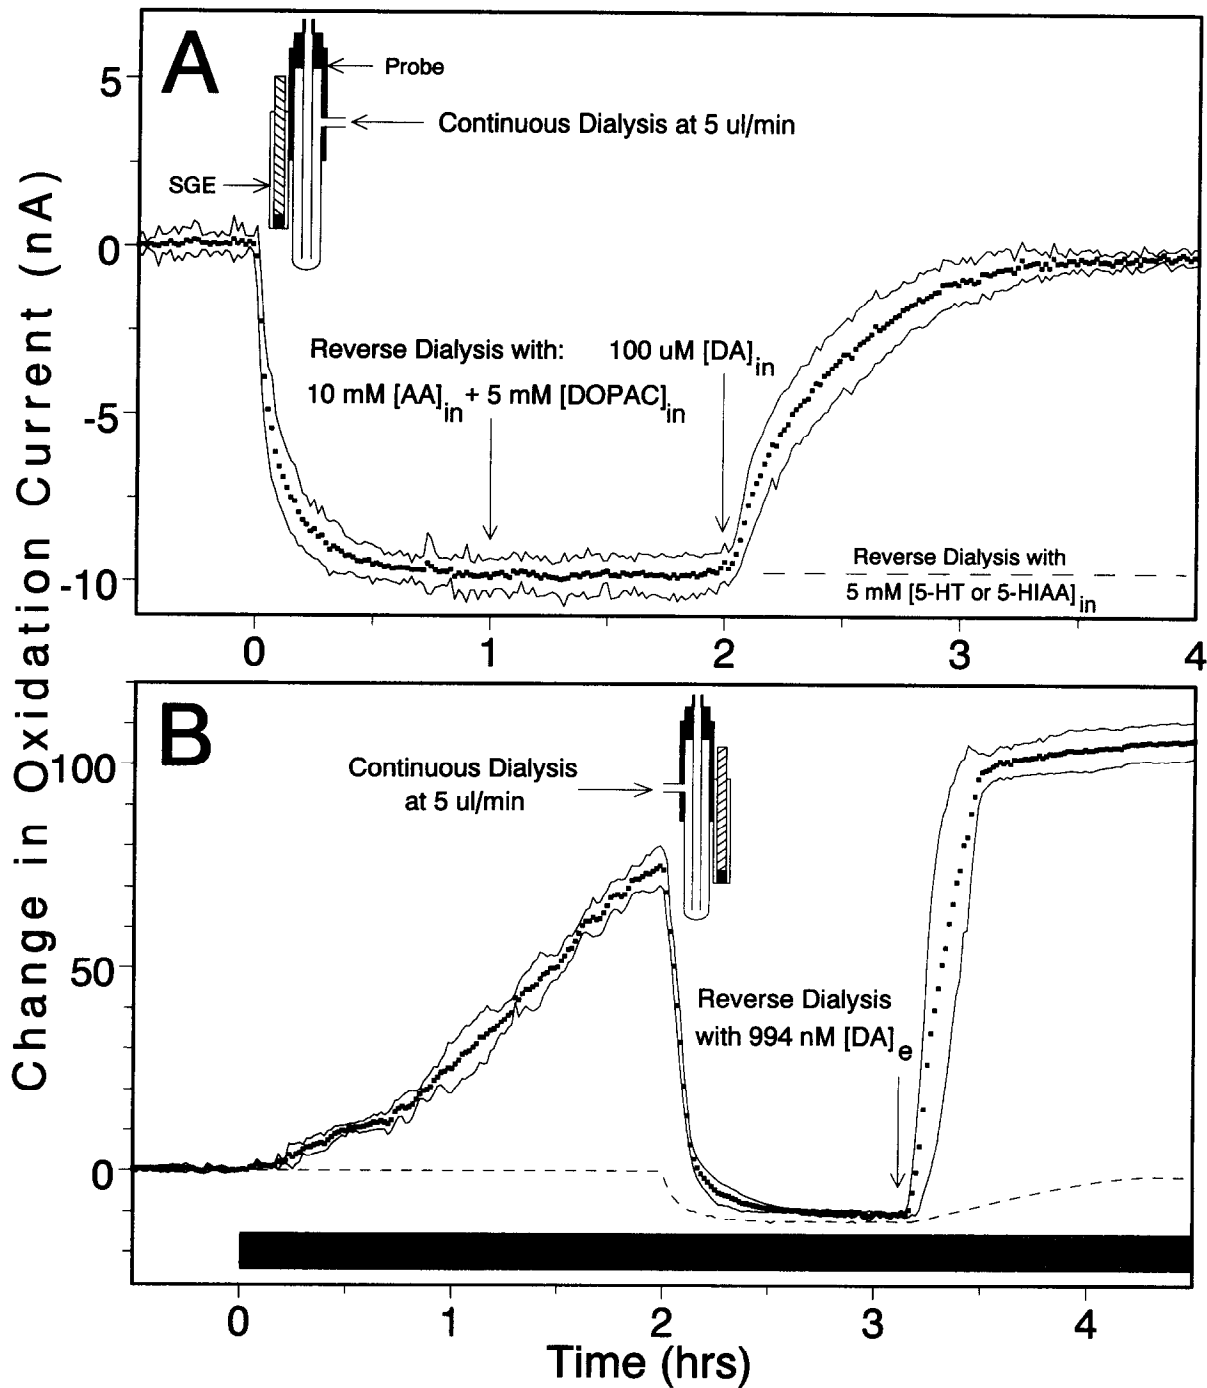 A
Probe
Continuous Dialysis at 5 ul/min
SGE
Reverse Dialysis with: 100 uM [DA]in
10 mM [AA]in + 5 mM [DOPAC]in
Reverse Dialysis with
5 mM [5-HT or 5-HIAA]in
5
0
-5
-10
0 1 2 3 4
Change in Oxidation Current (nA)
B
Continuous Dialysis
at 5 ul/min
Reverse Dialysis
with 994 nM [DA]e
100
50
0
0 1 2 3 4
Time (hrs)